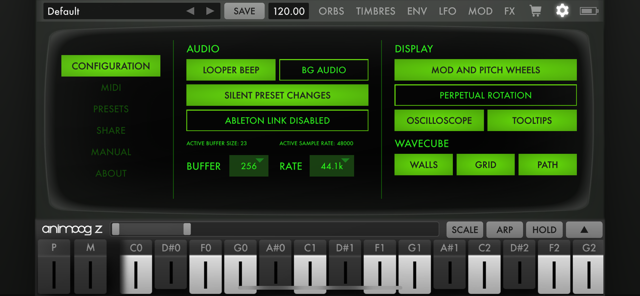 Default SAVE 120.00 ORBS TIMBRES ENV LFO MOD FX
AUDIO DISPLAY
CONFIGURATION LOOPER BEEP BG AUDIO MOD AND PITCH WHEELS
MIDI
PRESETS SILENT PRESET CHANGES PERPETUAL ROTATION
SHARE ABLETON LINK DISABLED OSCILLOSCOPE TOOLTIPS
MANUAL ACTIVE BUFFER SIZE: 23 ACTIVE SAMPLE RATE: 48000 WAVECUBE
ABOUT BUFFER 256 RATE 44.1k WALLS GRID PATH
animoog z SCALE ARP HOLD
P M C0 D#0 F0 G0 A#0 C1 D#1 F1 G1 A#1 C2 D#2 F2 G2